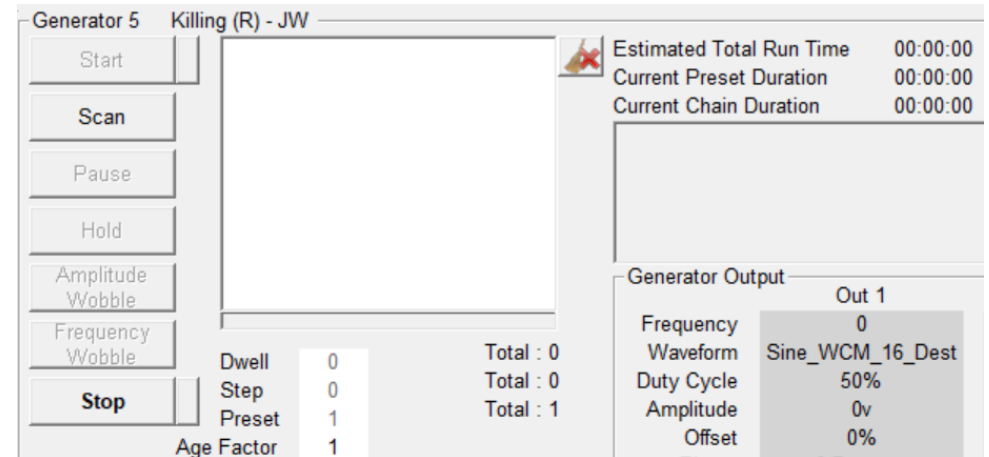 Generator 5 Killing (R) - JW
Start
Scan
Pause
Hold
Amplitude
Wobble
Frequency
Wobble
Stop
Dwell 0 Total : 0
Step 0 Total : 0
Preset 1 Total : 1
Age Factor 1
Estimated Total Run Time 00:00:00
Current Preset Duration 00:00:00
Current Chain Duration 00:00:00
Generator Output
Out 1
Frequency 0
Waveform Sine_WCM_16_Dest
Duty Cycle 50%
Amplitude 0v
Offset 0%